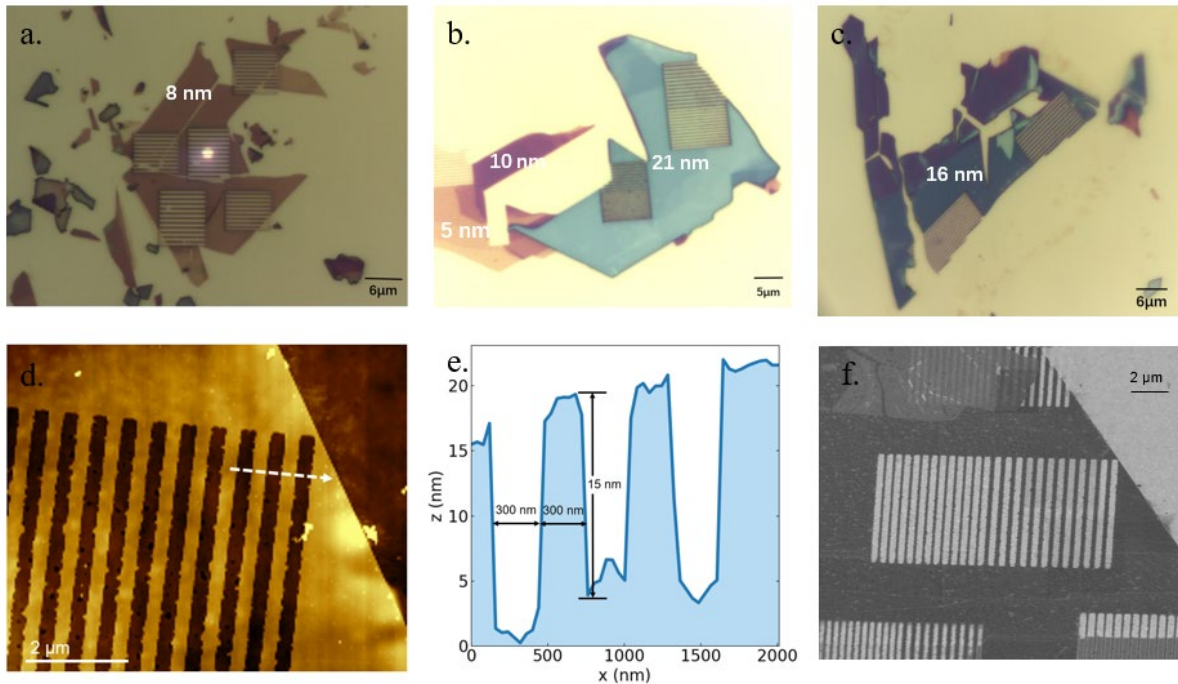 a.
8 nm
6μm
b.
10 nm
21 nm
5 nm
5μm
c.
16 nm
6μm
d.
2 μm
e.
z (nm)
20
15
10
5
0
300 nm
300 nm
15 nm
0
500
1000
1500
2000
x (nm)
f.
2 μm